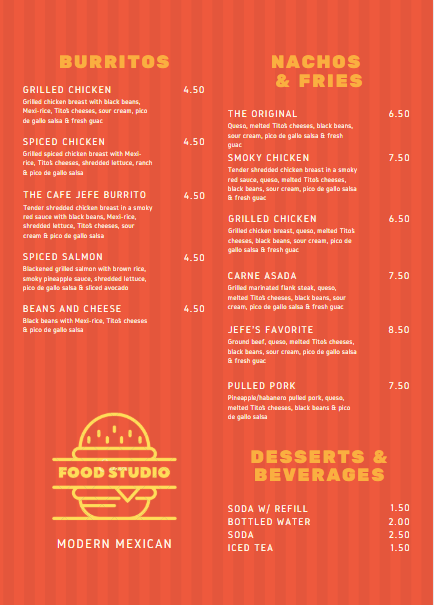 BURRITOS
GRILLED CHICKEN 4.50
Grilled chicken breast with black beans,
Mexi-rice, Tito's cheeses, sour cream, pico
de gallo salsa & fresh guac
SPICED CHICKEN 4.50
Grilled spiced chicken breast with Mexi-
rice, Tito's cheeses, shredded lettuce, ranch
& pico de gallo salsa
THE CAFE JEFE BURRITO 4.50
Tender shredded chicken breast in a smoky
red sauce with black beans, Mexi-rice,
shredded lettuce, Tito's cheeses, sour
cream & pico de gallo salsa
SPICED SALMON 4.50
Blackened grilled salmon with brown rice,
smoky pineapple sauce, shredded lettuce,
pico de gallo salsa & sliced avocado
BEANS AND CHEESE 4.50
Black beans with Mexi-rice, Tito's cheeses
& pico de gallo salsa
FOOD STUDIO
MODERN MEXICAN
NACHOS
& FRIES
THE ORIGINAL 6.50
Queso, melted Tito's cheeses, black beans,
sour cream, pico de gallo salsa & fresh
guac
SMOKY CHICKEN 7.50
Tender shredded chicken breast in a smoky
red sauce, queso, melted Tito's cheeses,
black beans, sour cream, pico de gallo salsa
& fresh guac
GRILLED CHICKEN 6.50
Grilled chicken breast, queso, melted Tito's
cheeses, black beans, sour cream, pico de
gallo salsa & fresh guac
CARNE ASADA 7.50
Grilled marinated flank steak, queso,
melted Tito's cheeses, black beans, sour
cream, pico de gallo salsa & fresh guac
JEFE'S FAVORITE 8.50
Ground beef, queso, melted Tito's cheeses,
black beans, sour cream, pico de gallo salsa
& fresh guac
PULLED PORK 7.50
Pineapple/habanero pulled pork, queso,
melted Tito's cheeses, black beans & pico
de gallo salsa
DESSERTS &
BEVERAGES
SODA W/ REFILL 1.50
BOTTLED WATER 2.00
SODA 2.50
ICED TEA 1.50